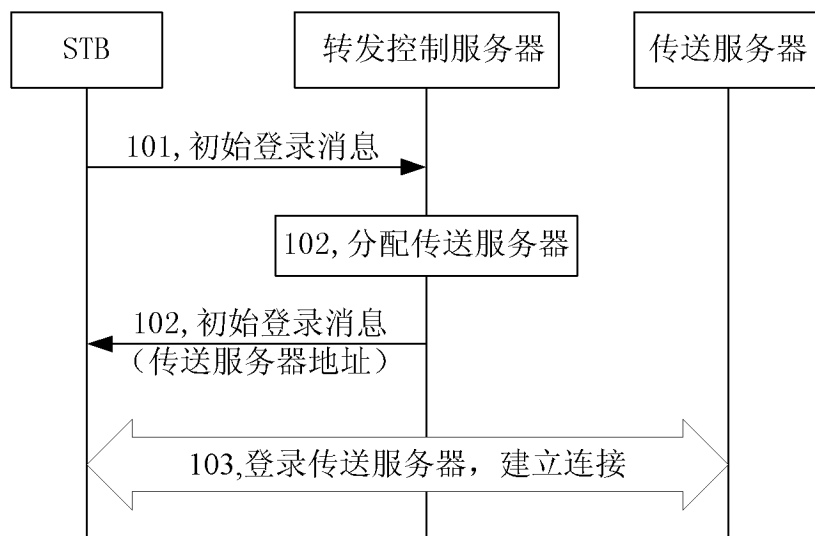 STB
转发控制服务器
传送服务器
101,初始登录消息
102,分配传送服务器
102,初始登录消息
（传送服务器地址）
103,登录传送服务器，建立连接